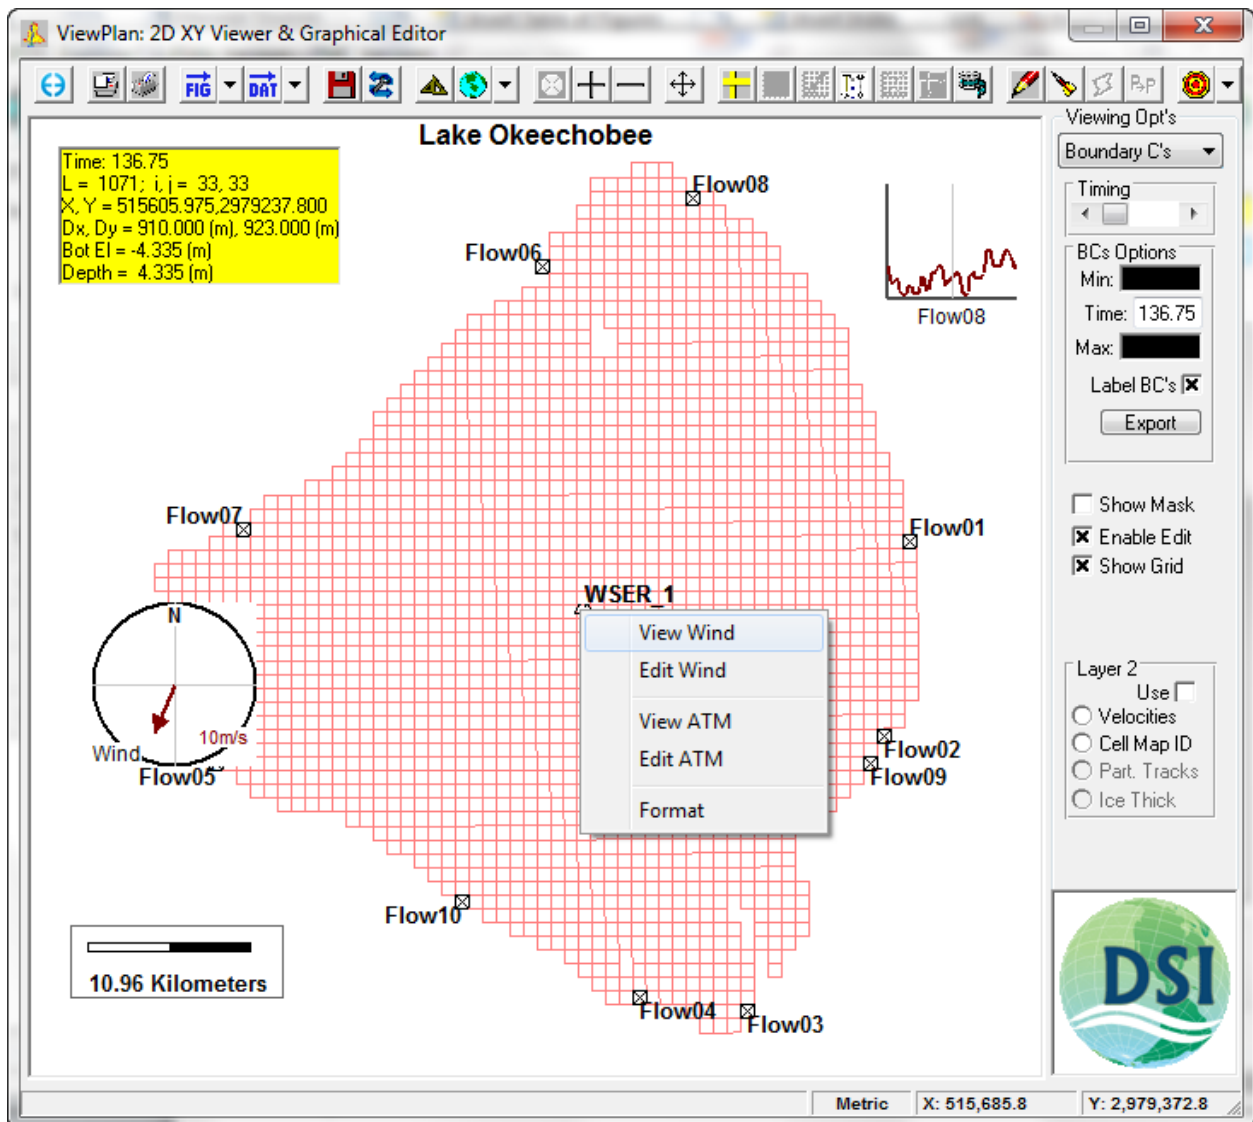 ViewPlan: 2D XY Viewer & Graphical Editor
FIG
DAT
P>P
Viewing Opt's
Boundary C's
Timing
BCs Options
Min:
Time: 136.75
Max:
Label BC's
Export
Show Mask
Enable Edit
Show Grid
Layer 2
Use
Velocities
Cell Map ID
Part. Tracks
Ice Thick
DSI
Lake Okeechobee
Time: 136.75
L = 1071; i, j = 33, 33
X, Y = 515605.975,2979237.800
Dx, Dy = 910.000 (m), 923.000 (m)
Bot El = -4.335 (m)
Depth = 4.335 (m)
Flow08
Flow06
Flow08
Flow07
Flow01
WSER_1
View Wind
Edit Wind
View ATM
Edit ATM
Format
N
10m/s
Wind
Flow05
Flow02
Flow09
Flow10
10.96 Kilometers
Flow04
Flow03
Metric
X: 515,685.8
Y: 2,979,372.8